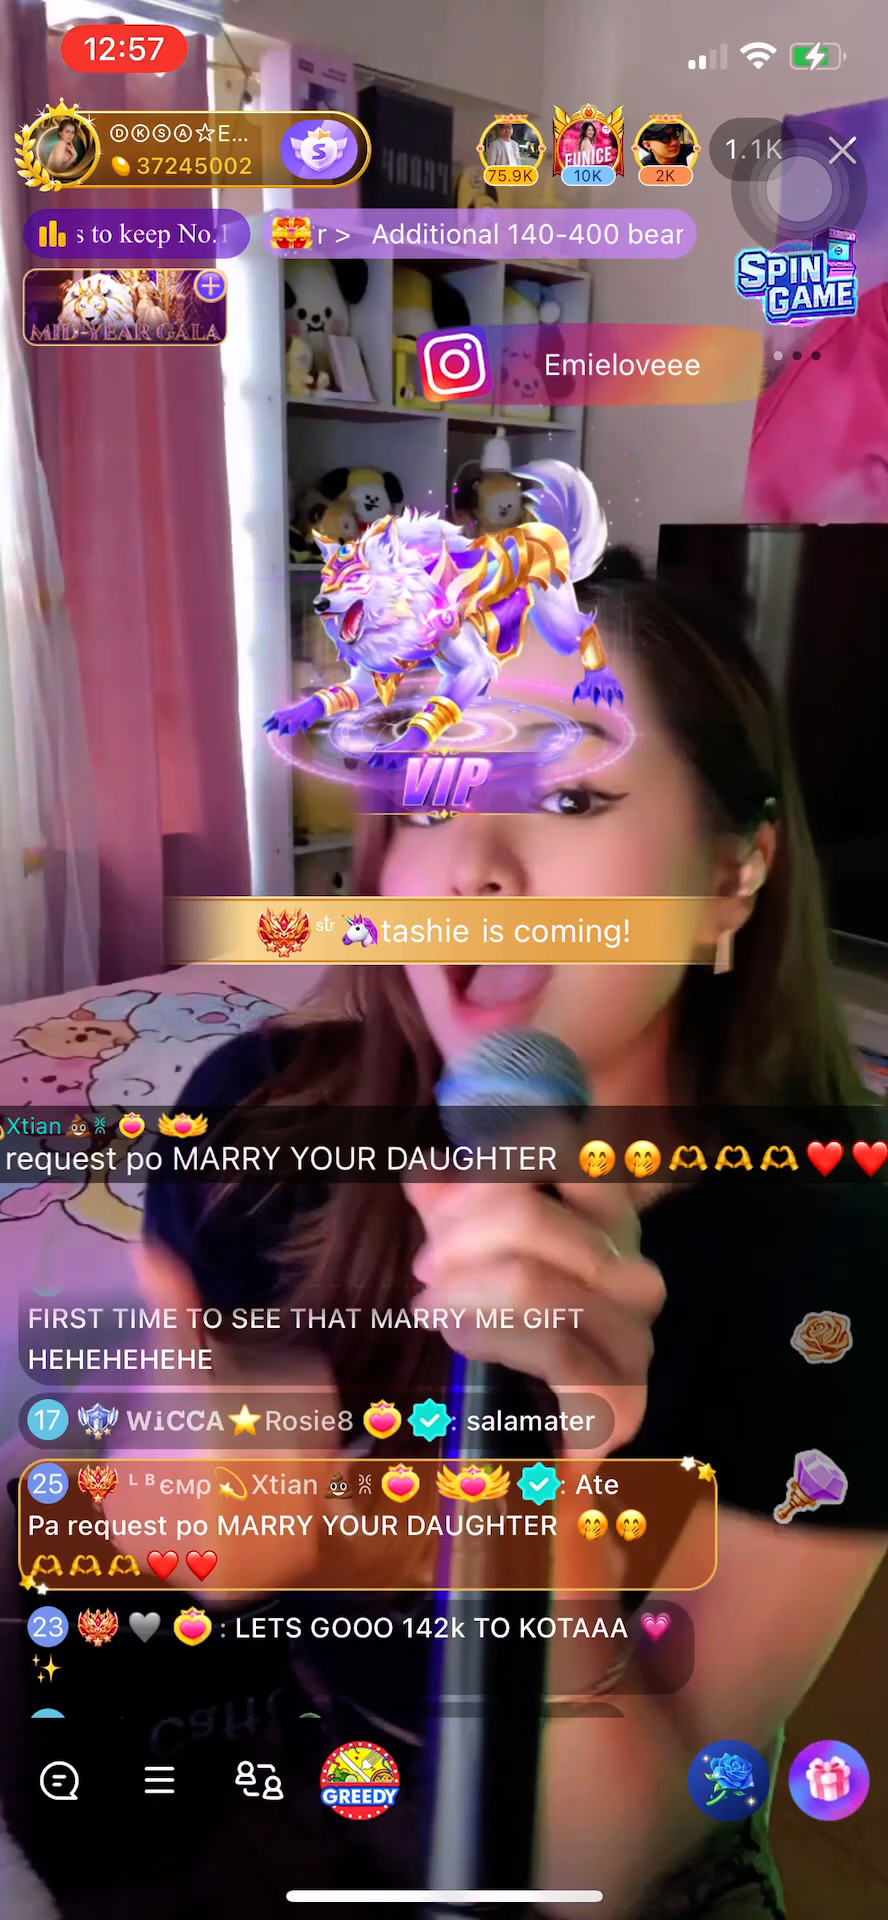 12:57
ⒹⓀⓈⒶ☆E...
37245002
S
75.9K
EUNICE
10K
2K
1.1K
s to keep No.1
r > Additional 140-400 bear
MID-YEAR GALA
SPIN
GAME
Emieloveee
VIP
str🦄tashie is coming!
Xtian 💩
request po MARRY YOUR DAUGHTER 🤭🤭🫶🫶🫶❤️❤️
FIRST TIME TO SEE THAT MARRY ME GIFT
HEHEHEHEHE
17 WiCCA⭐Rosie8 : salamater
25 ᴸ ᴮ ємρ💫Xtian 💩 : Ate
Pa request po MARRY YOUR DAUGHTER 🤭🤭
🫶🫶🫶❤️❤️
23 🩶 : LETS GOOO 142k TO KOTAAA 💗
✨
GREEDY